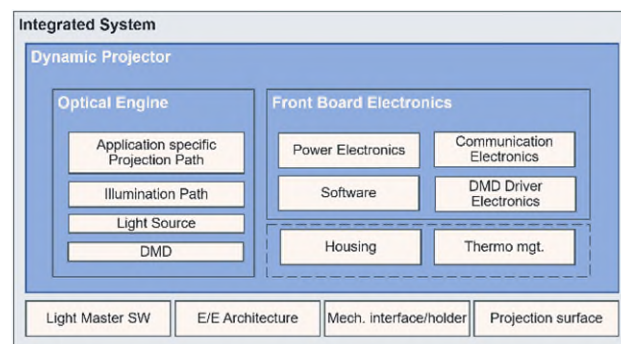 Integrated System
Dynamic Projector
Optical Engine
Application specific
Projection Path
Illumination Path
Light Source
DMD
Front Board Electronics
Power Electronics
Communication
Electronics
Software
DMD Driver
Electronics
Housing
Thermo mgt.
Light Master SW
E/E Architecture
Mech. interface/holder
Projection surface